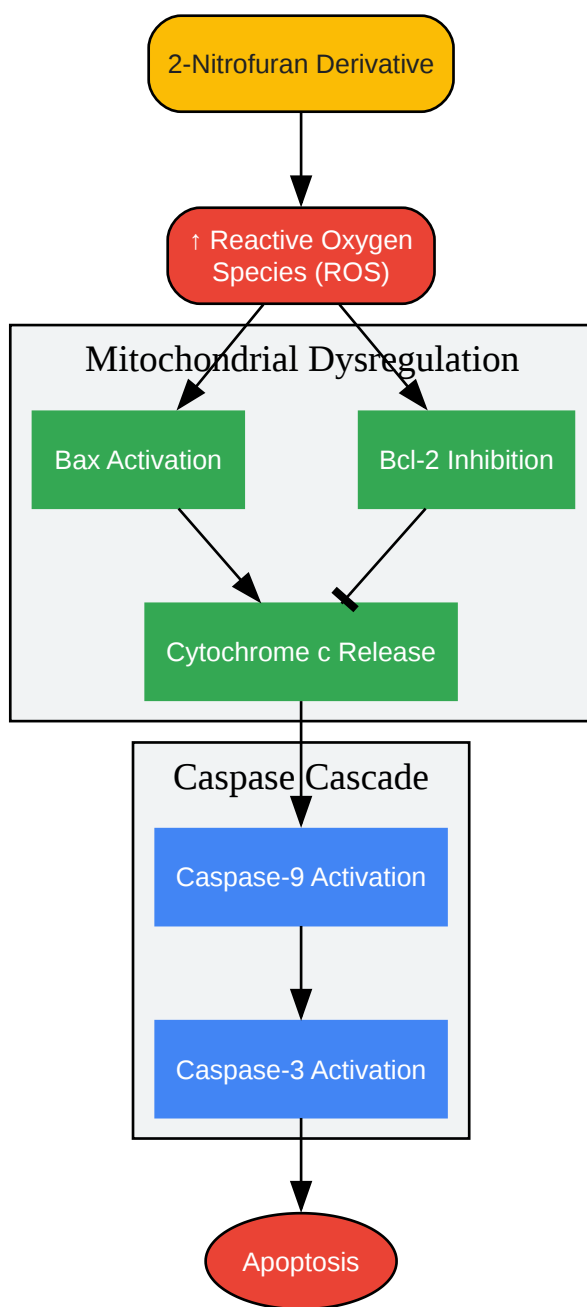 2-Nitrofuran Derivative
↑ Reactive Oxygen
Species (ROS)
Mitochondrial Dysregulation
Bax Activation
Bcl-2 Inhibition
Cytochrome c Release
Caspase Cascade
Caspase-9 Activation
Caspase-3 Activation
Apoptosis